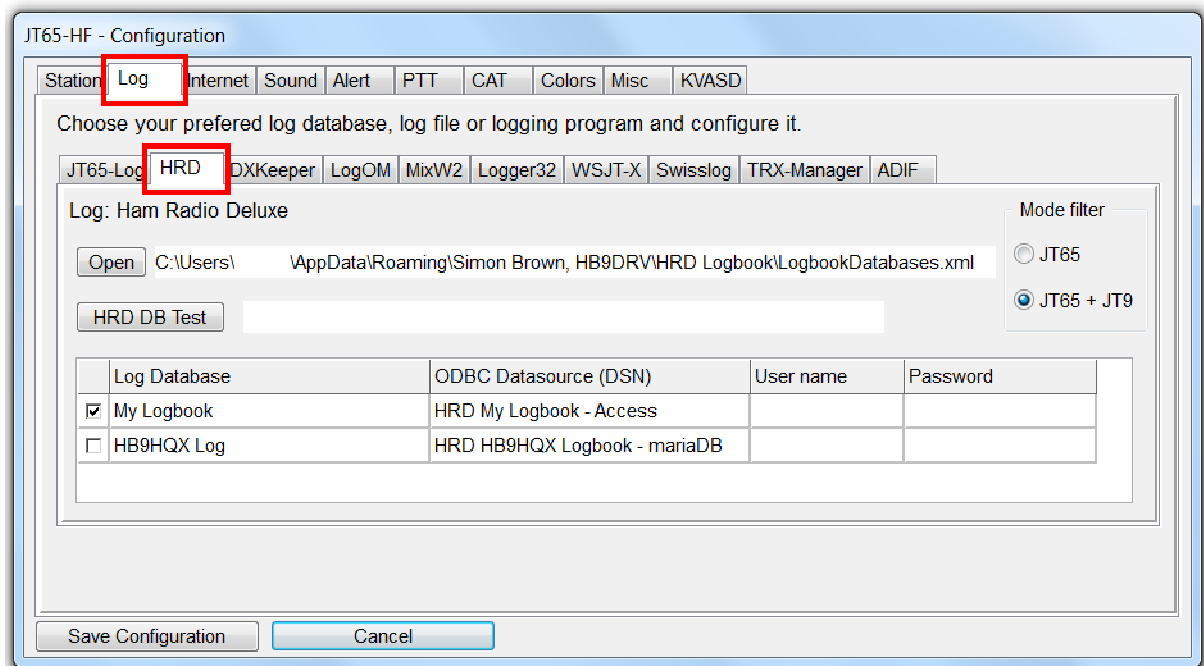 JT65-HF - Configuration
Station Log Internet Sound Alert PTT CAT Colors Misc KVASD
Choose your prefered log database, log file or logging program and configure it.
JT65-Log HRD DXKeeper LogOM MixW2 Logger32 WSJT-X Swisslog TRX-Manager ADIF
Log: Ham Radio Deluxe
Mode filter
Open C:\Users\ \AppData\Roaming\Simon Brown, HB9DRV\HRD Logbook\LogbookDatabases.xml
JT65
JT65 + JT9
HRD DB Test
Log Database ODBC Datasource (DSN) User name Password
My Logbook HRD My Logbook - Access
HB9HQX Log HRD HB9HQX Logbook - mariaDB
Save Configuration Cancel